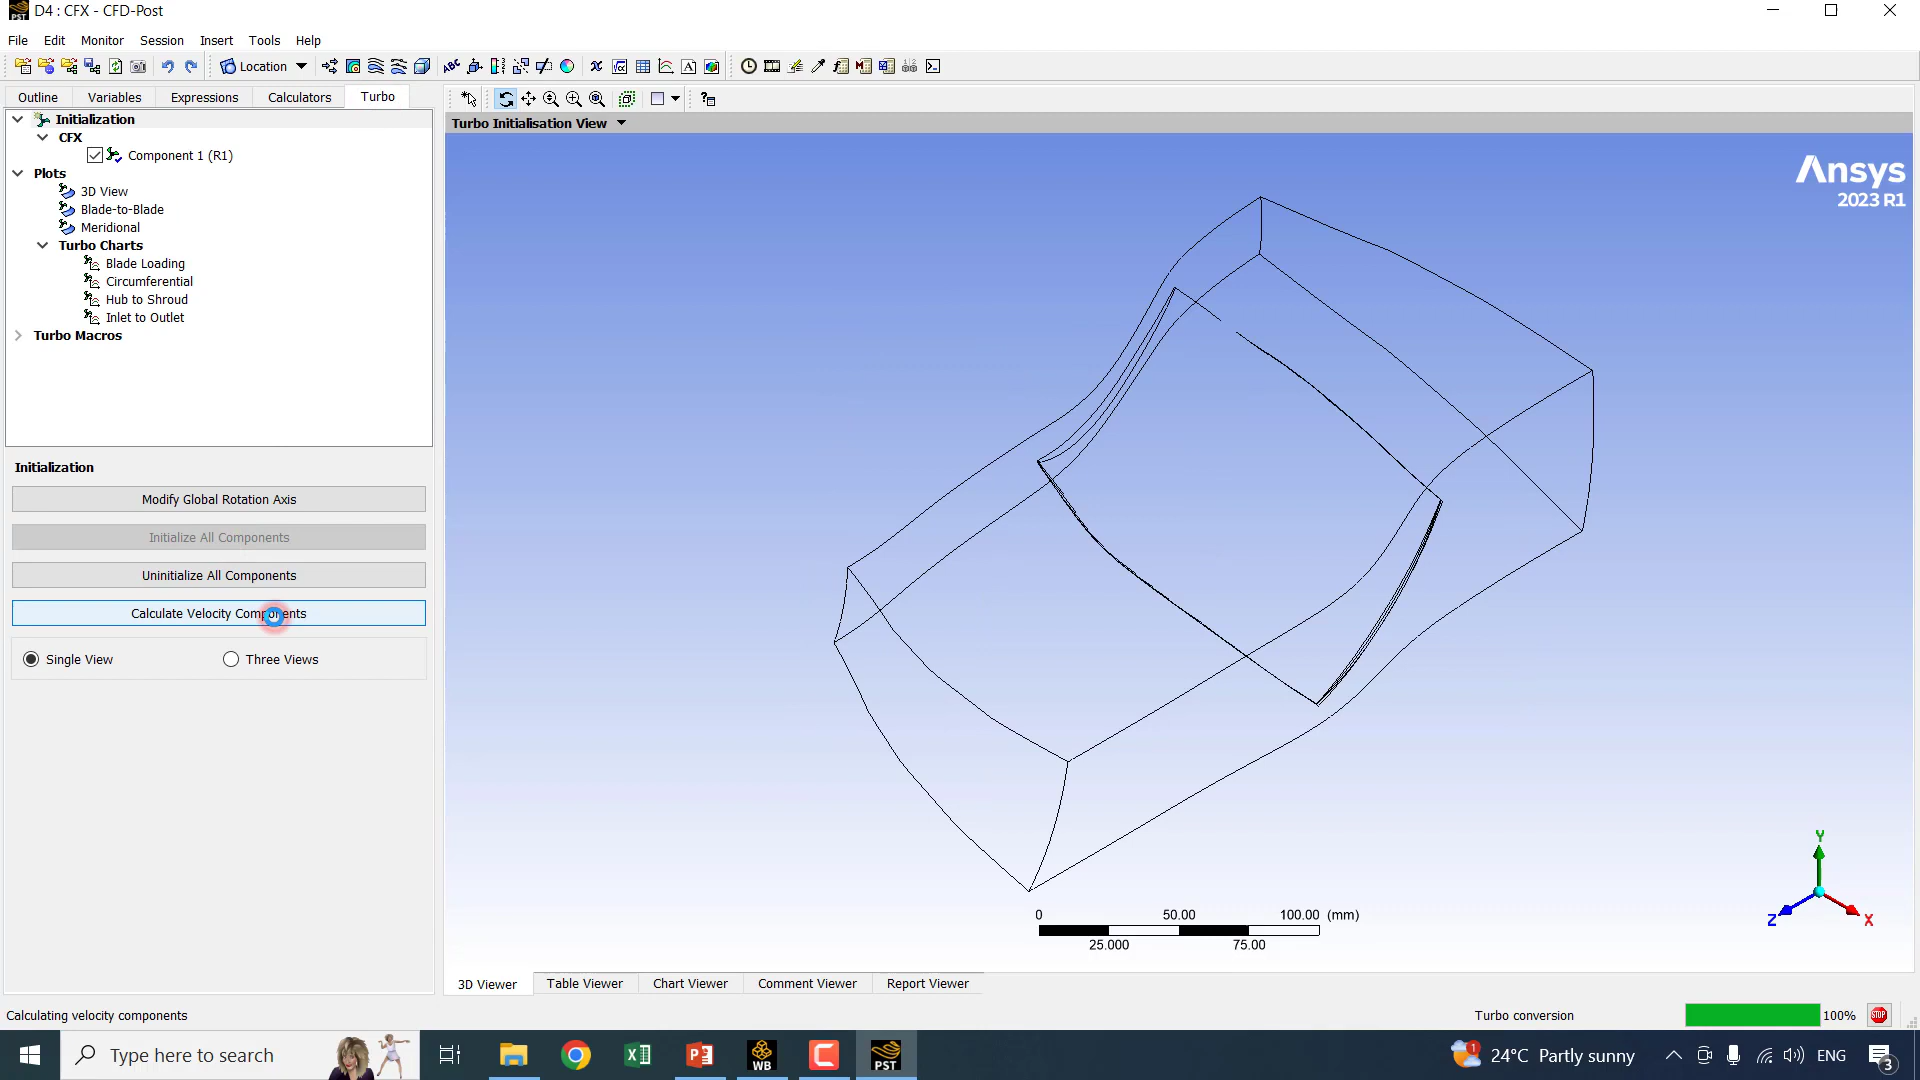 D4 : CFX - CFD-Post
File Edit Monitor Session Insert Tools Help
Location
Outline Variables Expressions Calculators Turbo
Initialization
CFX
Component 1 (R1)
Plots
3D View
Blade-to-Blade
Meridional
Turbo Charts
Blade Loading
Circumferential
Hub to Shroud
Inlet to Outlet
Turbo Macros
Initialization
Modify Global Rotation Axis
Initialize All Components
Uninitialize All Components
Calculate Velocity Components
Single View Three Views
Turbo Initialisation View
Ansys
2023 R1
Y
Z X
0 50.00 100.00 (mm)
25.000 75.00
3D Viewer Table Viewer Chart Viewer Comment Viewer Report Viewer
Calculating velocity components Turbo conversion 100% STOP
Type here to search WB PST 1 24°C Partly sunny ENG 3